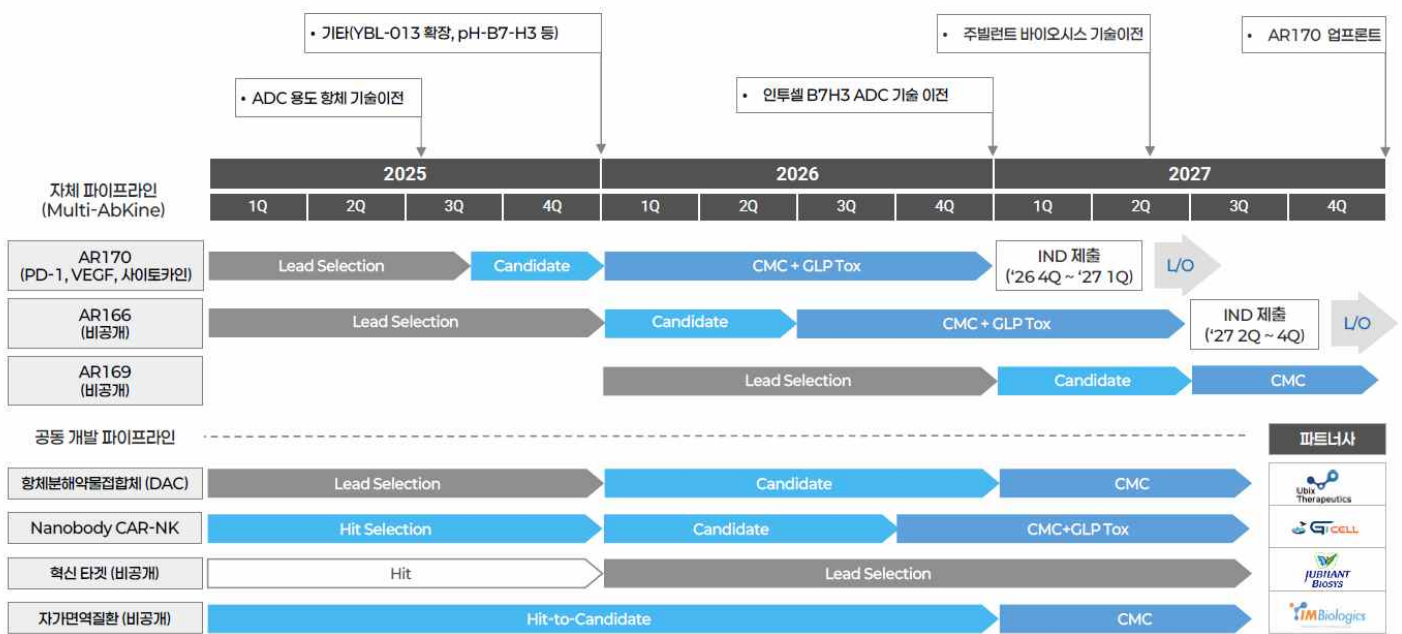 • 기타(YBL-013 확장, pH-B7-H3 등)
• 주빌런트 바이오시스 기술이전
• AR170 업프론트
• ADC 용도 항체 기술이전
• 인투셀 B7H3 ADC 기술 이전
자체 파이프라인
(Multi-AbKine)
2025 2026 2027
1Q 2Q 3Q 4Q 1Q 2Q 3Q 4Q 1Q 2Q 3Q 4Q
AR170
(PD-1, VEGF, 사이토카인)
Lead Selection
Candidate
CMC + GLP Tox
IND 제출
(‘26 4Q ~ ‘27 1Q)
L/O
AR166
(비공개)
Lead Selection
Candidate
CMC + GLP Tox
IND 제출
(‘27 2Q ~ 4Q)
L/O
AR169
(비공개)
Lead Selection
Candidate
CMC
공동 개발 파이프라인
파트너사
항체분해약물접합체 (DAC)
Lead Selection
Candidate
CMC
Ubix
Therapeutics
Nanobody CAR-NK
Hit Selection
Candidate
CMC+GLP Tox
GI CELL
혁신 타겟 (비공개)
Hit
Lead Selection
JUBILANT
BIOSYS
자가면역질환 (비공개)
Hit-to-Candidate
CMC
IMBiologics